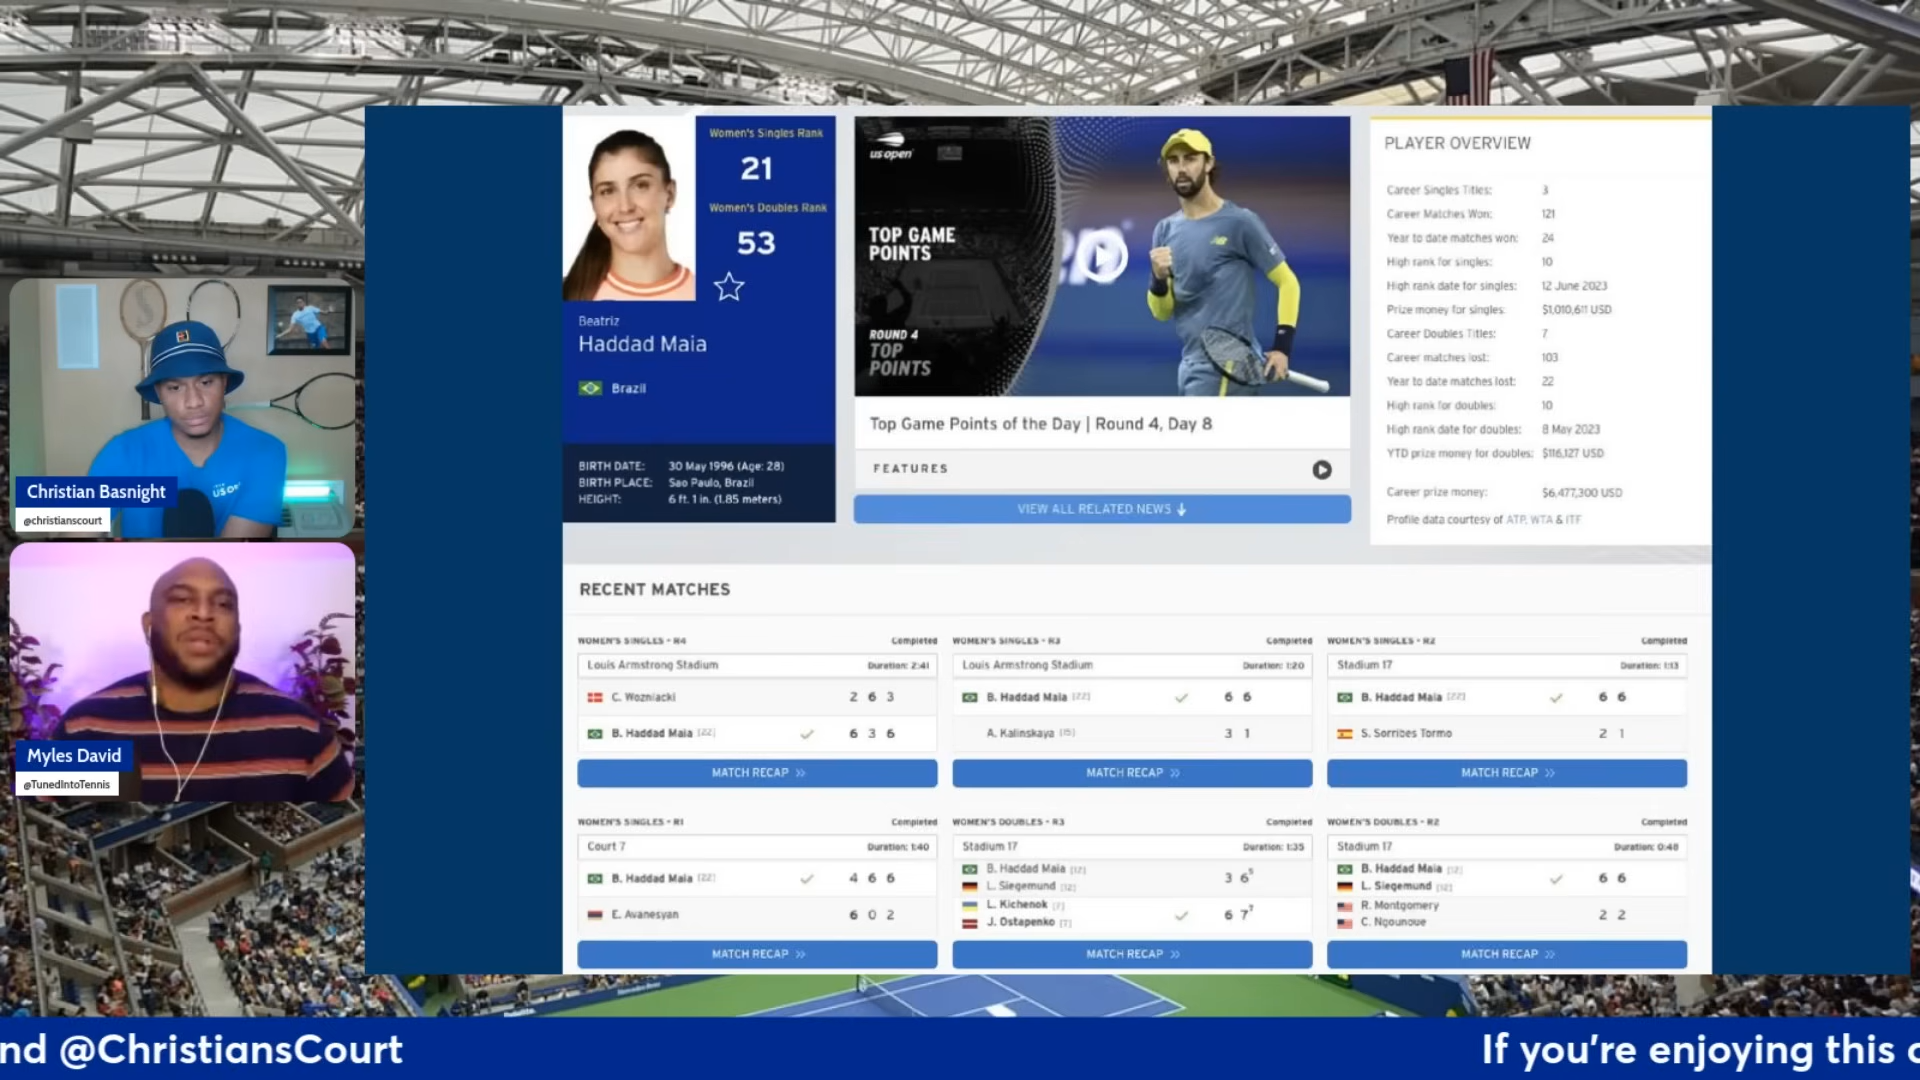 Christian Basnight
@christianscourt
Myles David
@TunedIntoTennis
Women's Singles Rank
21
Women's Doubles Rank
53
Beatriz
Haddad Maia
Brazil
BIRTH DATE: 30 May 1996 (Age: 28)
BIRTH PLACE: Sao Paulo, Brazil
HEIGHT: 6 ft. 1 in. (1.85 meters)
us open
TOP GAME
POINTS
ROUND 4
TOP
POINTS
Top Game Points of the Day | Round 4, Day 8
FEATURES
VIEW ALL RELATED NEWS
PLAYER OVERVIEW
Career Singles Titles: 3
Career Matches Won: 121
Year to date matches won: 24
High rank for singles: 10
High rank date for singles: 12 June 2023
Prize money for singles: $1,010,611 USD
Career Doubles Titles: 7
Career matches lost: 103
Year to date matches lost: 22
High rank for doubles: 10
High rank date for doubles: 8 May 2023
YTD prize money for doubles: $116,127 USD
Career prize money: $6,477,300 USD
Profile data courtesy of ATP, WTA & ITF
RECENT MATCHES
WOMEN'S SINGLES - R4 Completed
Louis Armstrong Stadium Duration: 2:41
C. Wozniacki 2 6 3
B. Haddad Maia [22] 6 3 6
MATCH RECAP
WOMEN'S SINGLES - R3 Completed
Louis Armstrong Stadium Duration: 1:20
B. Haddad Maia [22] 6 6
A. Kalinskaya [15] 3 1
MATCH RECAP
WOMEN'S SINGLES - R2 Completed
Stadium 17 Duration: 1:13
B. Haddad Maia [22] 6 6
S. Sorribes Tormo 2 1
MATCH RECAP
WOMEN'S SINGLES - R1 Completed
Court 7 Duration: 1:40
B. Haddad Maia [22] 4 6 6
E. Avanesyan 6 0 2
MATCH RECAP
WOMEN'S DOUBLES - R3 Completed
Stadium 17 Duration: 1:35
B. Haddad Maia [12]
L. Siegemund [12] 3 6⁵
L. Kichenok [7]
J. Ostapenko [7] 6 7⁷
MATCH RECAP
WOMEN'S DOUBLES - R2 Completed
Stadium 17 Duration: 0:48
B. Haddad Maia [12]
L. Siegemund [12] 6 6
R. Montgomery
C. Ngounoue 2 2
MATCH RECAP
nd @ChristiansCourt
If you're enjoying this c